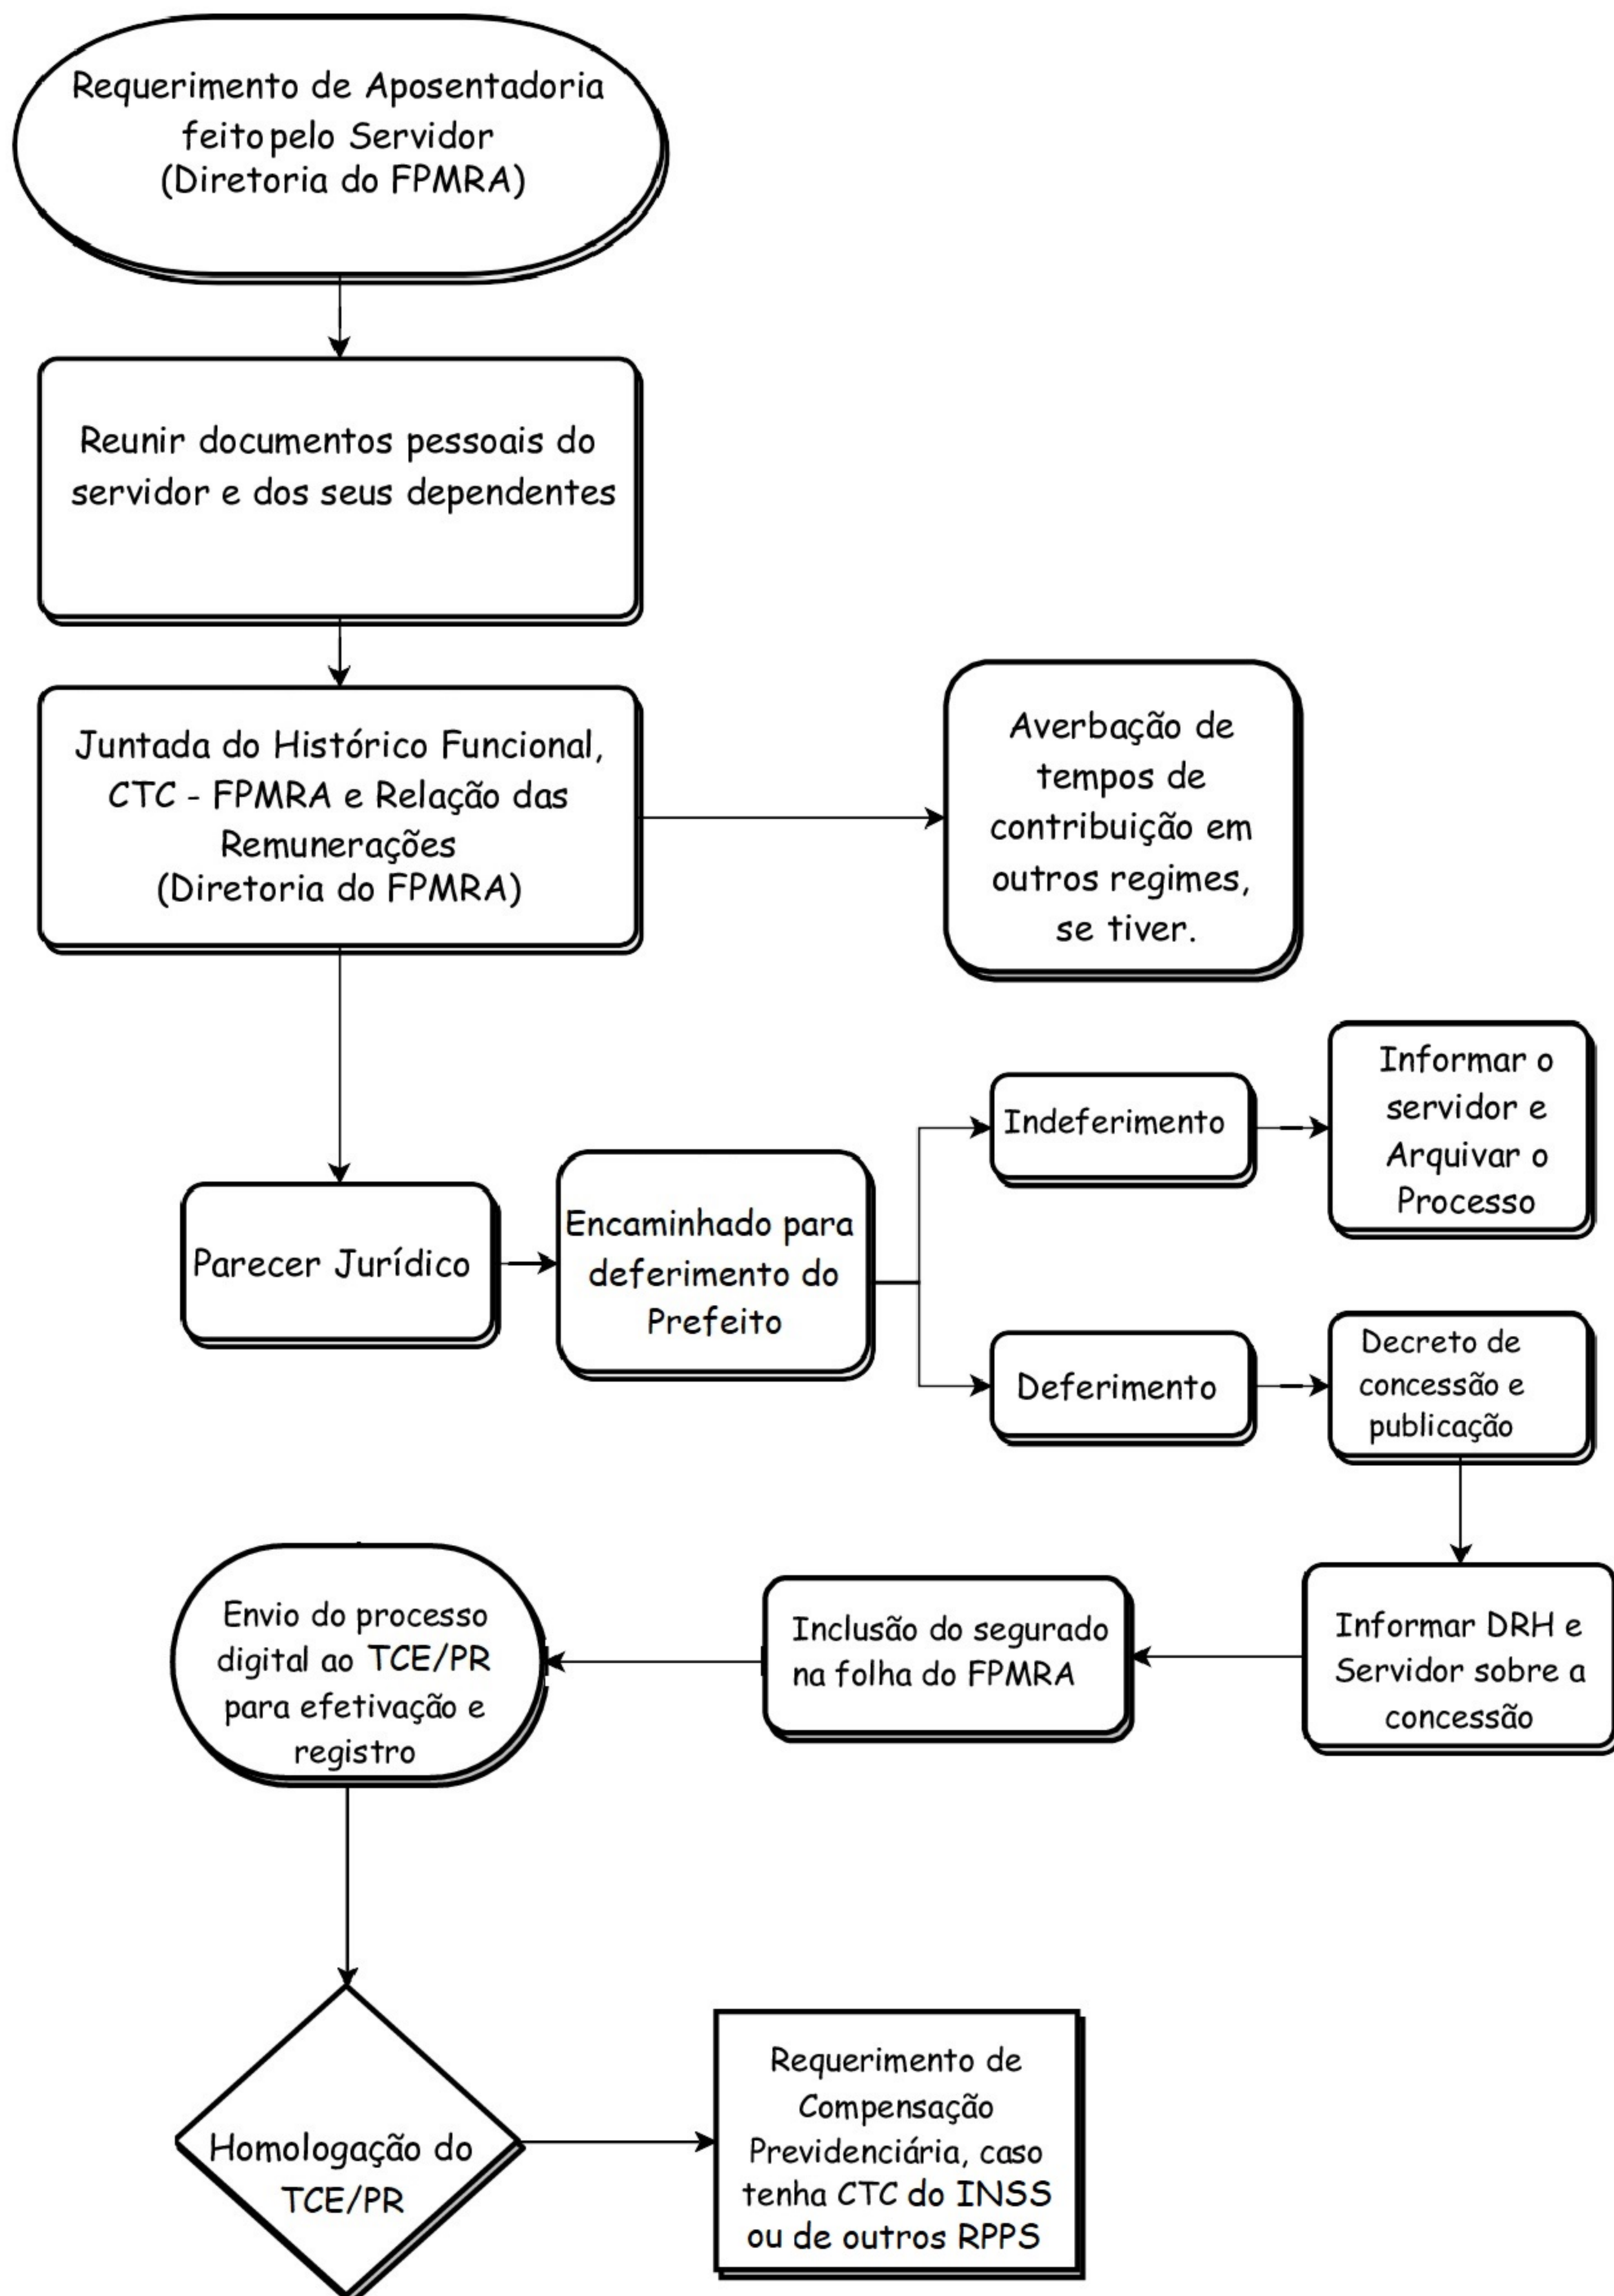 Requerimento de Aposentadoria
feito pelo Servidor
(Diretoria do FPMRA)
Reunir documentos pessoais do
servidor e dos seus dependentes
Juntada do Histórico Funcional,
CTC - FPMRA e Relação das
Remunerações
(Diretoria do FPMRA)
Averbação de
tempos de
contribuição em
outros regimes,
se tiver.
Parecer Jurídico
Encaminhado para
deferimento do
Prefeito
Indeferimento
Informar o
servidor e
Arquivar o
Processo
Deferimento
Decreto de
concessão e
publicação
Informar DRH e
Servidor sobre a
concessão
Inclusão do segurado
na folha do FPMRA
Envio do processo
digital ao TCE/PR
para efetivação e
registro
Homologação do
TCE/PR
Requerimento de
Compensação
Previdenciária, caso
tenha CTC do INSS
ou de outros RPPS